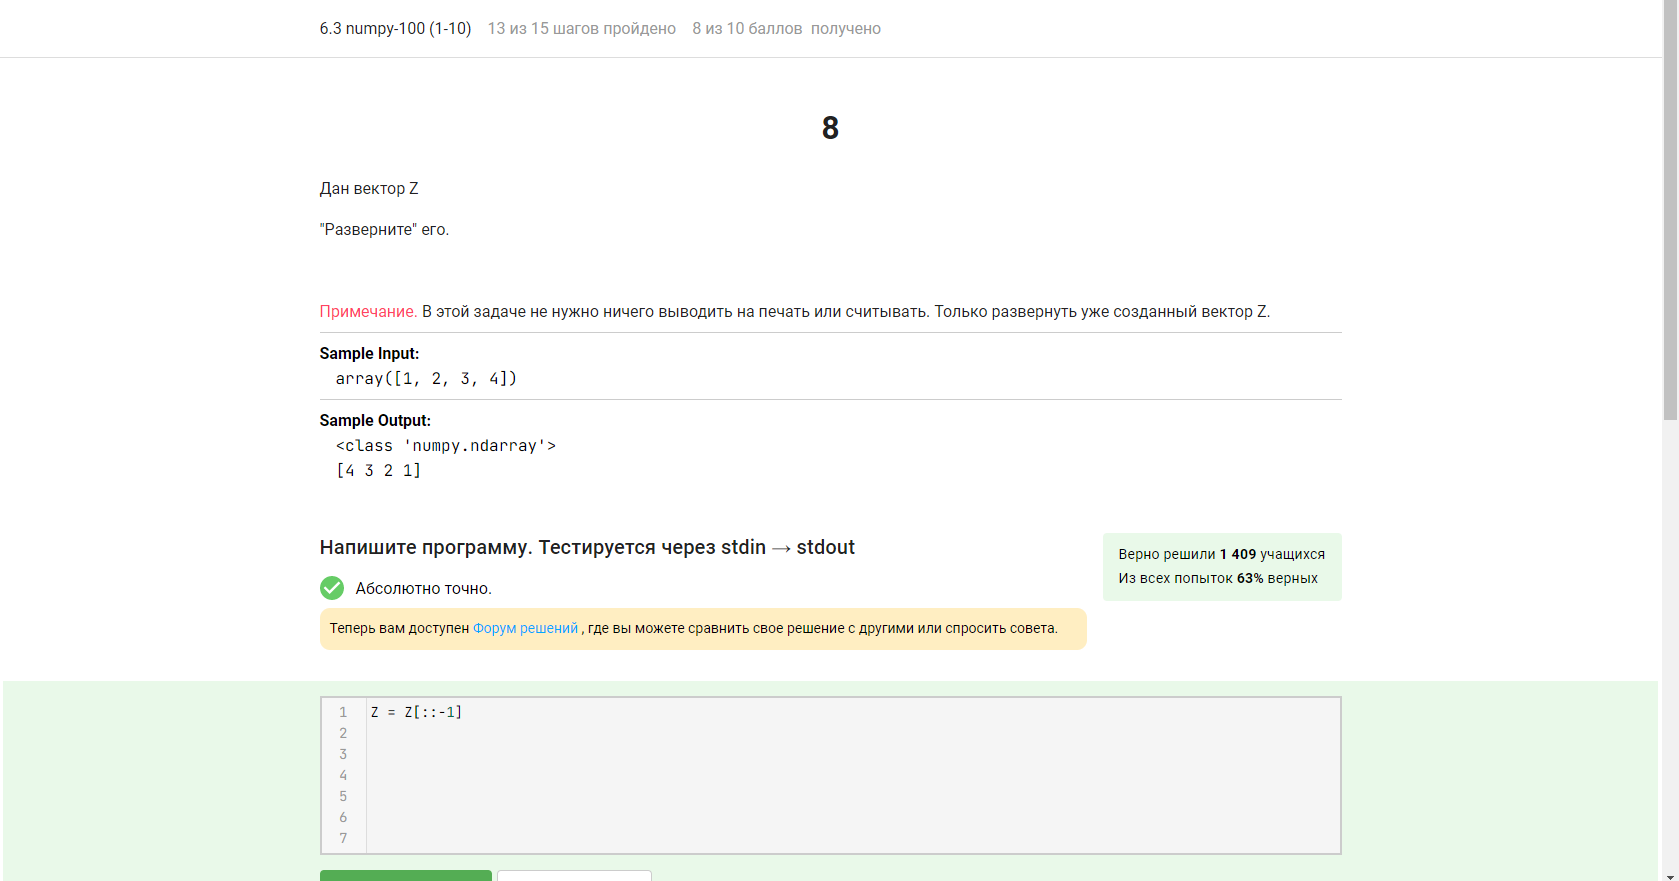 6.3 numpy-100 (1-10) 13 из 15 шагов пройдено 8 из 10 баллов получено
8
Дан вектор Z
"Разверните" его.
Примечание. В этой задаче не нужно ничего выводить на печать или считывать. Только развернуть уже созданный вектор Z.
Sample Input:
array([1, 2, 3, 4])
Sample Output:
<class 'numpy.ndarray'>
[4 3 2 1]
Напишите программу. Тестируется через stdin → stdout
Верно решили 1 409 учащихся
Из всех попыток 63% верных
Абсолютно точно.
Теперь вам доступен Форум решений , где вы можете сравнить свое решение с другими или спросить совета.
1 Z = Z[::-1]
2
3
4
5
6
7